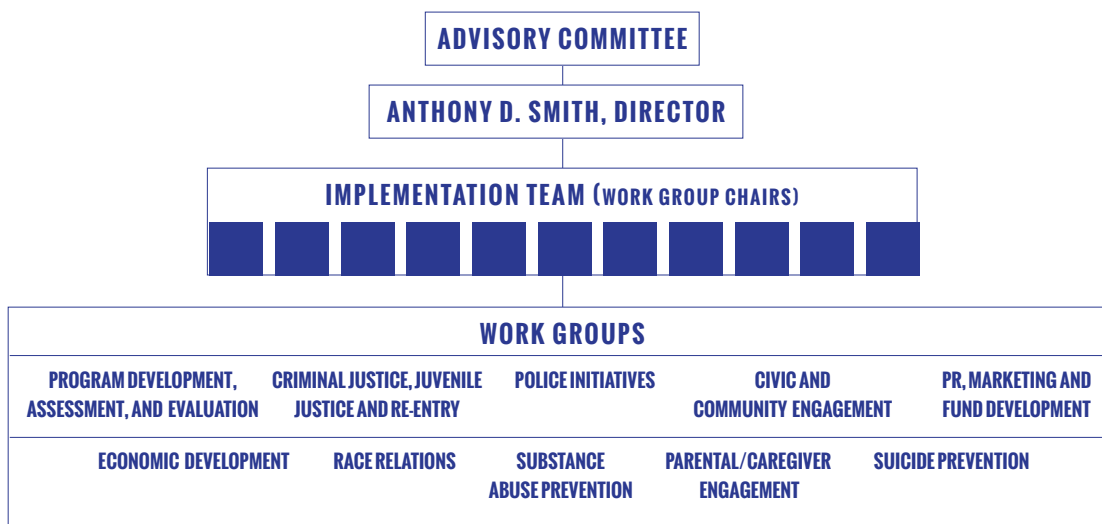 ADVISORY COMMITTEE
ANTHONY D. SMITH, DIRECTOR
IMPLEMENTATION TEAM (WORK GROUP CHAIRS)
WORK GROUPS
PROGRAM DEVELOPMENT,
ASSESSMENT, AND EVALUATION
CRIMINAL JUSTICE, JUVENILE
JUSTICE AND RE-ENTRY
POLICE INITIATIVES
CIVIC AND
COMMUNITY ENGAGEMENT
PR, MARKETING AND
FUND DEVELOPMENT
ECONOMIC DEVELOPMENT
RACE RELATIONS
SUBSTANCE
ABUSE PREVENTION
PARENTAL/CAREGIVER
ENGAGEMENT
SUICIDE PREVENTION